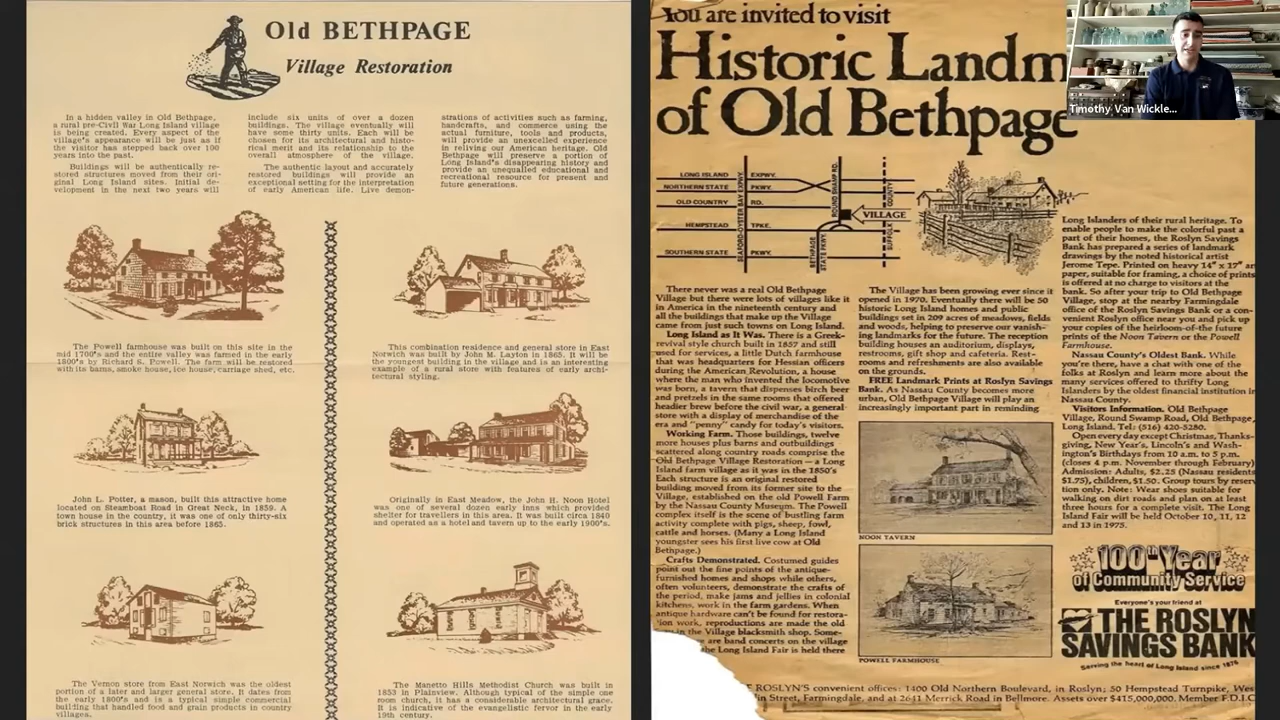 Old BETHPAGE
Village Restoration
In a hidden valley in Old Bethpage,
a rural pre-Civil War Long Island village
is being created. Every aspect of the
village's appearance will be just as if
the visitor has stepped back over 100
years into the past.
Buildings will be authentically re-
stored structures moved from their ori-
ginal Long Island sites. Initial de-
velopment in the next two years will
include six units of over a dozen
buildings. The village eventually will
have some thirty units. Each will be
chosen for its architectural and histo-
rical merit and its relationship to the
overall atmosphere of the village.
The authentic layout and accurately
restored buildings will provide an
exceptional setting for the interpretation
of early American life. Live demon-
strations of activities such as farming,
handcrafts, and commerce using the
actual furniture, tools and products,
will provide an unexcelled experience
in reliving our American heritage. Old
Bethpage will preserve a portion of
Long Island's disappearing history and
provide an unequalled educational and
recreational resource for present and
future generations.
The Powell farmhouse was built on this site in the
mid 1700's and the entire valley was farmed in the early
1800's by Richard S. Powell. The farm will be restored
with its barns, smoke house, ice house, carriage shed, etc.
This combination residence and general store in East
Norwich was built by John M. Layton in 1865. It will be
the youngest building in the village and is an interesting
example of a rural store with features of early archi-
tectural styling.
John L. Potter, a mason, built this attractive home
located on Steamboat Road in Great Neck, in 1859. A
town house in the country, it was one of only thirty-six
brick structures in this area before 1865.
Originally in East Meadow, the John H. Noon Hotel
was one of several dozen early inns which provided
shelter for travellers in this area. It was built circa 1840
and operated as a hotel and tavern up to the early 1900's.
The Vernon store from East Norwich was the oldest
portion of a later and larger general store. It dates from
the early 1800's and is a typical simple commercial
building that handled food and grain products in country
villages.
The Manetto Hills Methodist Church was built in
1853 in Plainview. Although typical of the simple one
room church, it has a considerable architectural grace.
It is indicative of the evangelistic fervor in the early
19th century.
You are invited to visit
Historic Landm
of Old Bethpage
Timothy Van Wickle...
LONG ISLAND EXPWY.
NORTHERN STATE PKWY.
OLD COUNTRY RD.
HEMPSTEAD TPKE.
SOUTHERN STATE PKWY.
SEAFORD-OYSTER BAY EXPWY.
ROUND SWAMP RD.
BETHPAGE STATE PKWY.
COUNTY
SUFFOLK
VILLAGE
There never was a real Old Bethpage
Village but there were lots of villages like it
in America in the nineteenth century and
all the buildings that make up the Village
came from just such towns on Long Island.
Long Island as It Was. There is a Greek-
revival style church built in 1857 and still
used for services, a little Dutch farmhouse
that was headquarters for Hessian officers
during the American Revolution, a house
where the man who invented the locomotive
was born, a tavern that dispenses birch beer
and pretzels in the same rooms that offered
headier brew before the civil war, a general
store with a display of merchandise of the
era and "penny" candy for today's visitors.
Working Farm. Those buildings, twelve
more houses plus barns and outbuildings
scattered along country roads comprise the
Old Bethpage Village Restoration — a Long
Island farm village as it was in the 1850's
Each structure is an original restored
building moved from its former site to the
Village, established on the old Powell Farm
by the Nassau County Museum. The Powell
complex itself is the scene of bustling farm
activity complete with pigs, sheep, fowl,
cattle and horses. (Many a Long Island
youngster sees his first live cow at Old
Bethpage.)
Crafts Demonstrated. Costumed guides
point out the fine points of the antique-
furnished homes and shops while others,
often volunteers, demonstrate the crafts of
the period, make jams and jellies in colonial
kitchens, work in the farm gardens. When
antique hardware can't be found for restora-
tion work, reproductions are made the old
in the Village blacksmith shop. Some-
are band concerts on the village
the Long Island Fair is held there
The Village has been growing ever since it
opened in 1970. Eventually there will be 50
historic Long Island homes and public
buildings set in 209 acres of meadows, fields
and woods, helping to preserve our vanish-
ing landmarks for the future. The reception
building houses an auditorium, displays,
restrooms, gift shop and cafeteria. Rest-
rooms and refreshments are also available
on the grounds.
FREE Landmark Prints at Roslyn Savings
Bank. As Nassau County becomes more
urban, Old Bethpage Village will play an
increasingly important part in reminding
NOON TAVERN
POWELL FARMHOUSE
Long Islanders of their rural heritage. To
enable people to make the colorful past a
part of their homes, the Roslyn Savings
Bank has prepared a series of landmark
drawings by the noted historical artist
Jerome Tepe. Printed on heavy 14" x 17" an
paper, suitable for framing, a choice of prints
is offered at no charge to visitors at the
bank. So after your trip to Old Bethpage
Village, stop at the nearby Farmingdale
office of the Roslyn Savings Bank or a con-
venient Roslyn office near you and pick up
your copies of the heirloom-of-the future
prints of the Noon Tavern or the Powell
Farmhouse.
Nassau County's Oldest Bank. While
you're there, have a chat with one of the
folks at Roslyn and learn more about the
many services offered to thrifty Long
Islanders by the oldest financial institution in
Nassau County.
Visitors Information. Old Bethpage
Village, Round Swamp Road, Old Bethpage,
Long Island. Tel: (516) 420-5280.
Open every day except Christmas, Thanks-
giving, New Year's, Lincoln's and Wash-
ington's Birthdays from 10 a.m. to 5 p.m.
(closes 4 p.m. November through February)
Admission: Adults, $2.25 (Nassau residents
$1.75), children, $1.25. Group tours by reserv
tion only. Note: Wear shoes suitable for
walking on dirt roads and plan on at least
three hours for a complete visit. The Long
Island Fair will be held October 10, 11, 12
and 13 in 1975.
100th Year
of Community Service
Everyone's your friend at
THE ROSLYN
SAVINGS BANK
Serving the heart of Long Island since 1876
ROSLYN'S convenient offices: 1400 Old Northern Boulevard, in Roslyn; 50 Hempstead Turnpike, Wes
in Street, Farmingdale, and at 2641 Merrick Road in Bellmore. Assets over $415,000,000. Member F.D.I.C